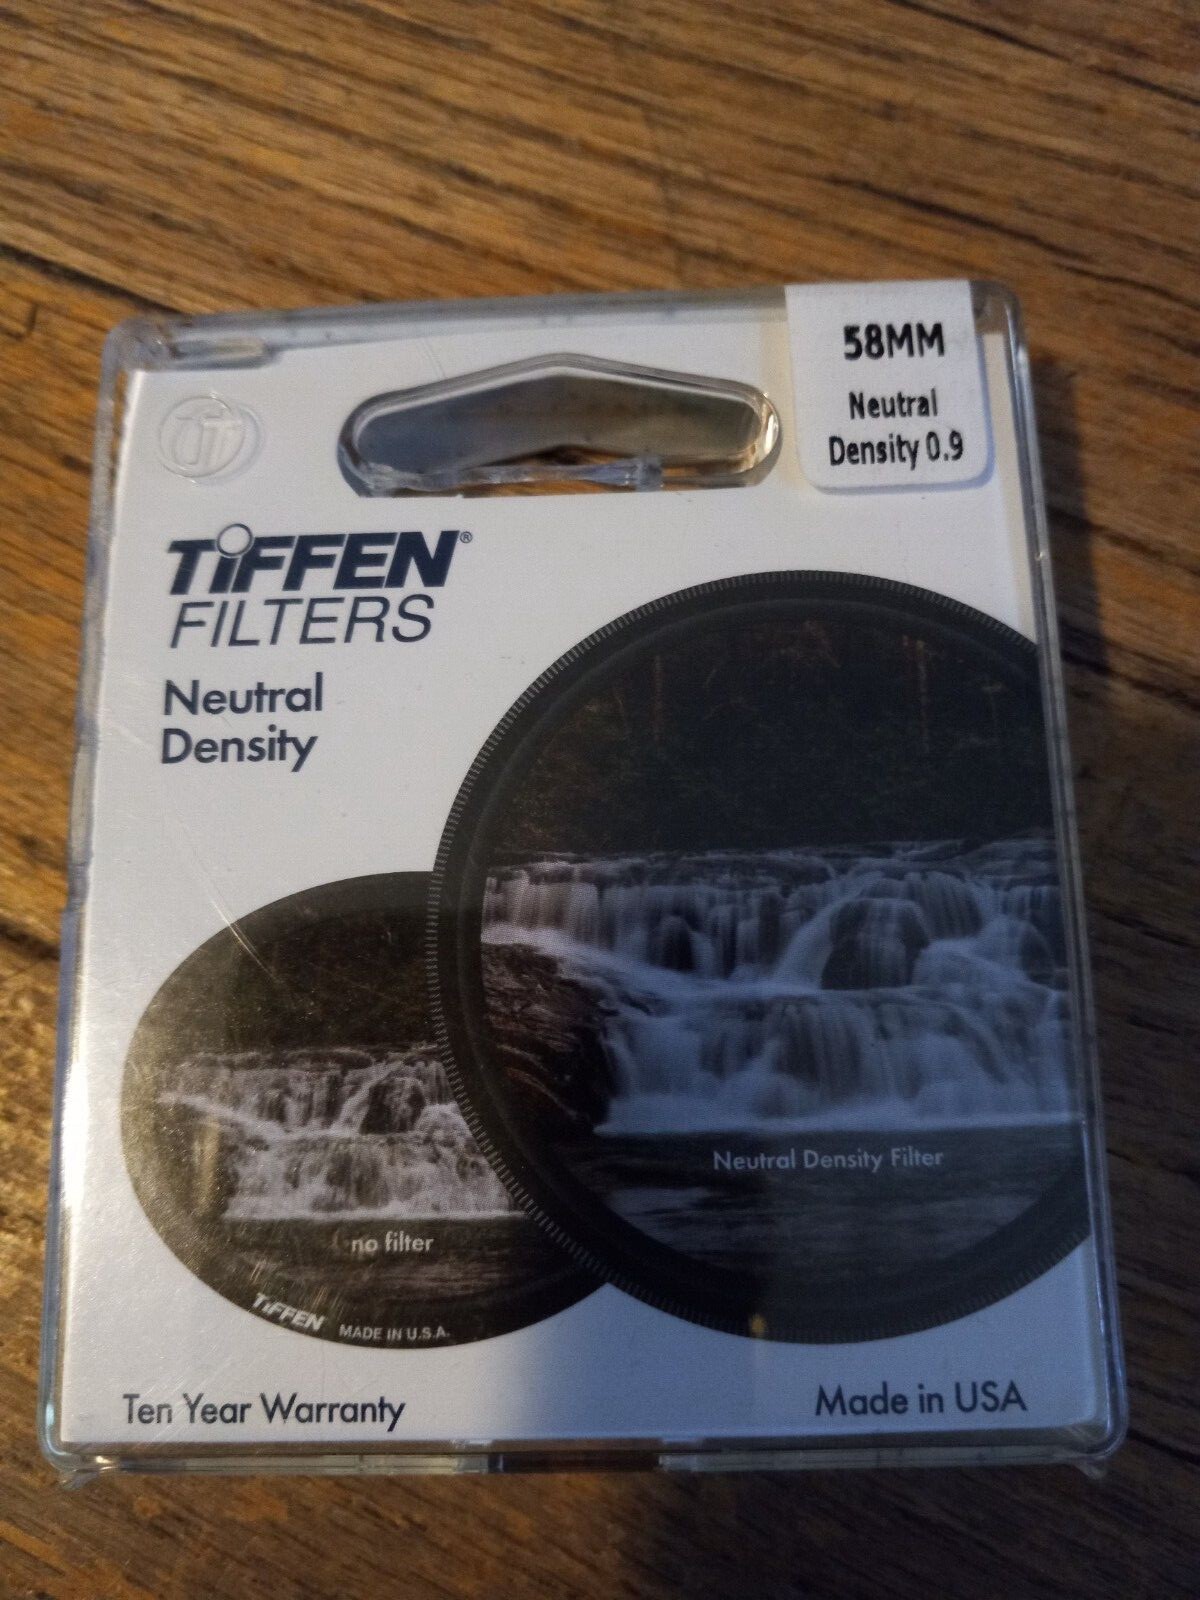 58MM
Neutral
Density 0.9
TIFFEN®
FILTERS
Neutral
Density
Neutral Density Filter
no filter
TIFFEN MADE IN U.S.A.
Ten Year Warranty
Made in USA